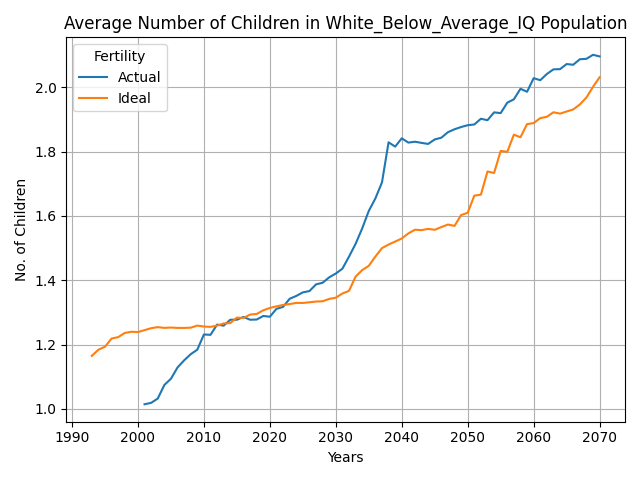 Average Number of Children in White_Below_Average_IQ Population
Fertility
Actual
Ideal
No. of Children
2.0
1.8
1.6
1.4
1.2
1.0
1990 2000 2010 2020 2030 2040 2050 2060 2070
Years